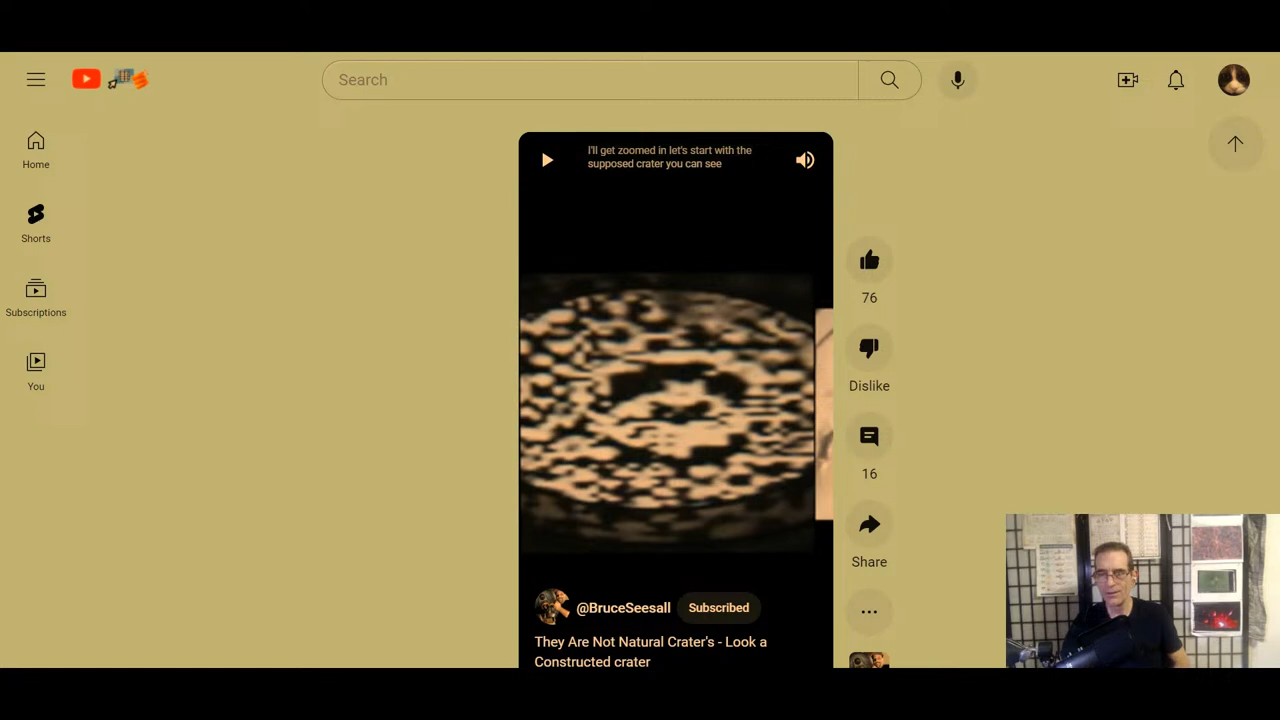 Search
Home
Shorts
Subscriptions
You
I'll get zoomed in let's start with the
supposed crater you can see
76
Dislike
16
Share
@BruceSeesall
Subscribed
They Are Not Natural Crater's - Look a
Constructed crater